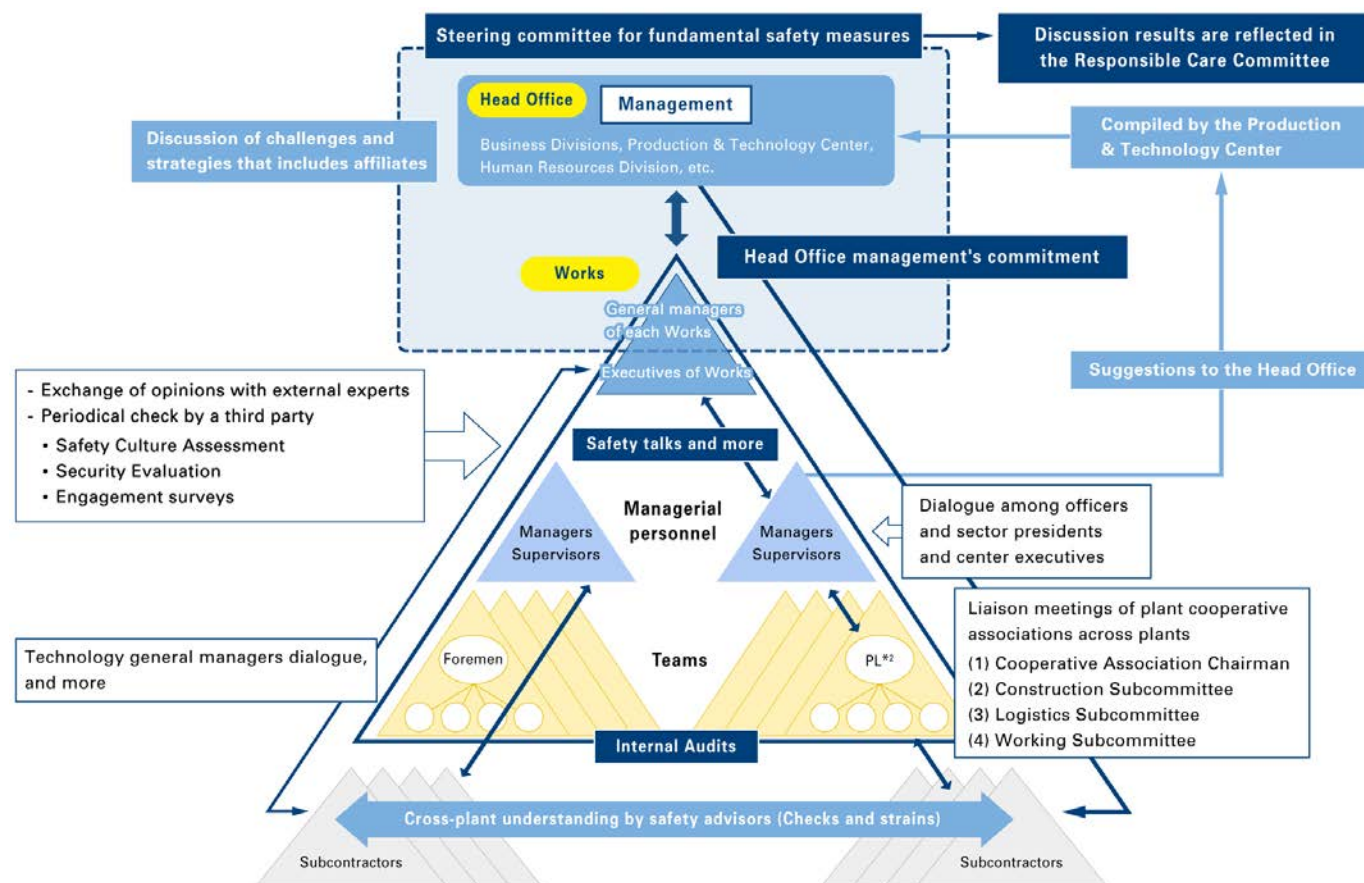 Steering committee for fundamental safety measures
Discussion results are reflected in
the Responsible Care Committee
Head Office
Management
Business Divisions, Production & Technology Center,
Human Resources Division, etc.
Discussion of challenges and
strategies that includes affiliates
Compiled by the Production
& Technology Center
Head Office management's commitment
Works
General managers
of each Works
Executives of Works
Suggestions to the Head Office
- Exchange of opinions with external experts
- Periodical check by a third party
• Safety Culture Assessment
• Security Evaluation
• Engagement surveys
Safety talks and more
Managerial
personnel
Managers
Supervisors
Managers
Supervisors
Dialogue among officers
and sector presidents
and center executives
Liaison meetings of plant cooperative
associations across plants
(1) Cooperative Association Chairman
(2) Construction Subcommittee
(3) Logistics Subcommittee
(4) Working Subcommittee
Technology general managers dialogue,
and more
Foremen
Teams
PL*2
Internal Audits
Cross-plant understanding by safety advisors (Checks and strains)
Subcontractors
Subcontractors